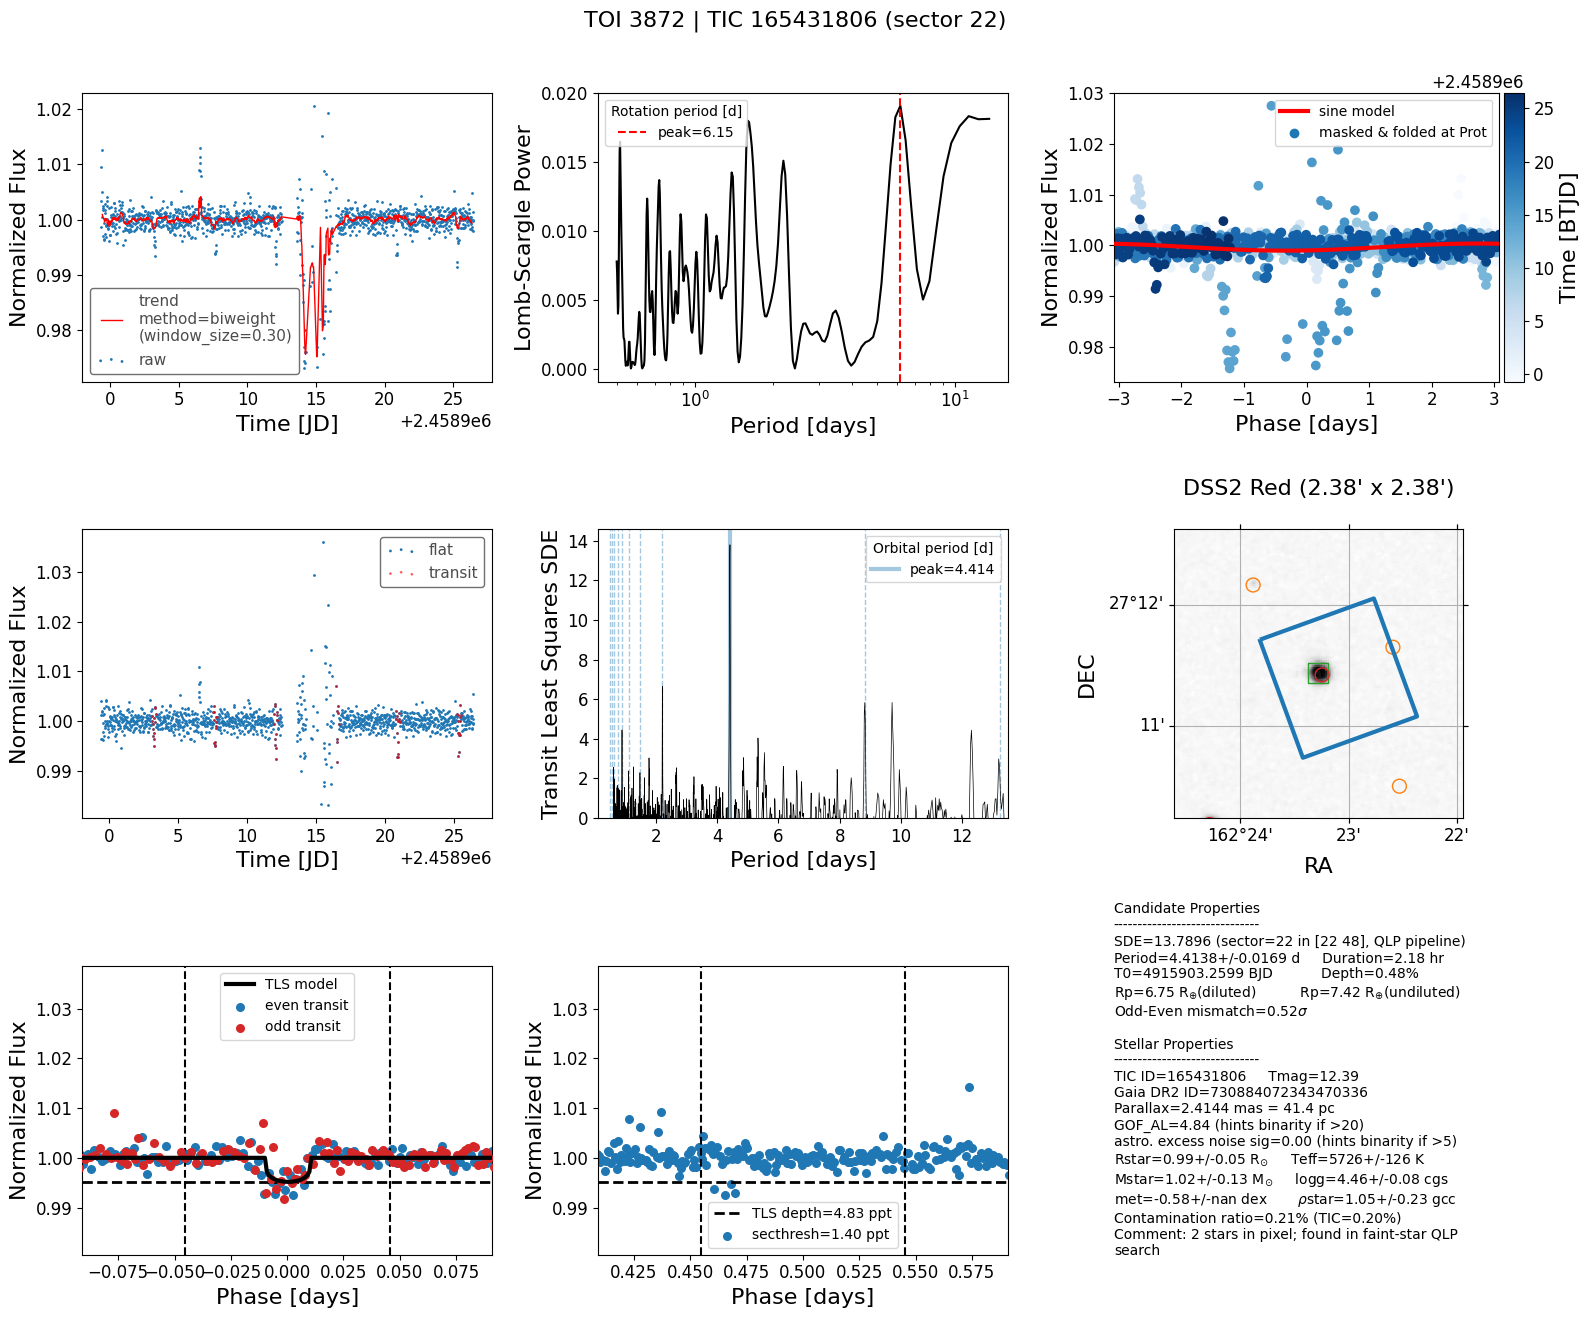 TOI 3872 | TIC 165431806 (sector 22)
Normalized Flux
1.02
1.01
1.00
0.99
0.98
trend
method=biweight
(window_size=0.30)
raw
0 5 10 15 20 25
Time [JD]
+2.4589e6
Lomb-Scargle Power
0.020
0.015
0.010
0.005
0.000
Rotation period [d]
peak=6.15
10⁰ 10¹
Period [days]
+2.4589e6
Normalized Flux
1.03
1.02
1.01
1.00
0.99
0.98
sine model
masked & folded at Prot
−3 −2 −1 0 1 2 3
Phase [days]
25
20
15
10
5
0
Time [BTJD]
Normalized Flux
1.03
1.02
1.01
1.00
0.99
flat
transit
0 5 10 15 20 25
Time [JD]
+2.4589e6
Transit Least Squares SDE
14
12
10
8
6
4
2
0
Orbital period [d]
peak=4.414
2 4 6 8 10 12
Period [days]
DSS2 Red (2.38' x 2.38')
DEC
27°12'
11'
162°24' 23' 22'
RA
Normalized Flux
1.03
1.02
1.01
1.00
0.99
TLS model
even transit
odd transit
−0.075 −0.050 −0.025 0.000 0.025 0.050 0.075
Phase [days]
Normalized Flux
1.03
1.02
1.01
1.00
0.99
TLS depth=4.83 ppt
secthresh=1.40 ppt
0.425 0.450 0.475 0.500 0.525 0.550 0.575
Phase [days]
Candidate Properties
-------------------------------
SDE=13.7896 (sector=22 in [22 48], QLP pipeline)
Period=4.4138+/-0.0169 d Duration=2.18 hr
T0=4915903.2599 BJD Depth=0.48%
Rp=6.75 R⊕(diluted) Rp=7.42 R⊕(undiluted)
Odd-Even mismatch=0.52σ
Stellar Properties
-------------------------------
TIC ID=165431806 Tmag=12.39
Gaia DR2 ID=730884072343470336
Parallax=2.4144 mas = 41.4 pc
GOF_AL=4.84 (hints binarity if >20)
astro. excess noise sig=0.00 (hints binarity if >5)
Rstar=0.99+/-0.05 R⊙ Teff=5726+/-126 K
Mstar=1.02+/-0.13 M⊙ logg=4.46+/-0.08 cgs
met=-0.58+/-nan dex ρstar=1.05+/-0.23 gcc
Contamination ratio=0.21% (TIC=0.20%)
Comment: 2 stars in pixel; found in faint-star QLP
search